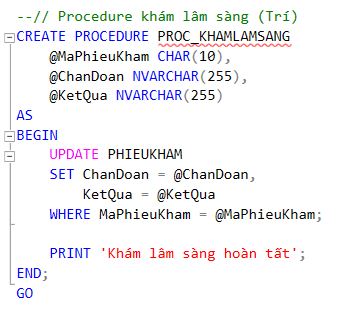 --// Procedure khám lâm sàng (Trí)
CREATE PROCEDURE PROC_KHAMLAMSANG
    @MaPhieuKham CHAR(10),
    @ChanDoan NVARCHAR(255),
    @KetQua NVARCHAR(255)
AS
BEGIN
    UPDATE PHIEUKHAM
    SET ChanDoan = @ChanDoan,
        KetQua = @KetQua
    WHERE MaPhieuKham = @MaPhieuKham;
    PRINT 'Khám lâm sàng hoàn tất';
END;
GO